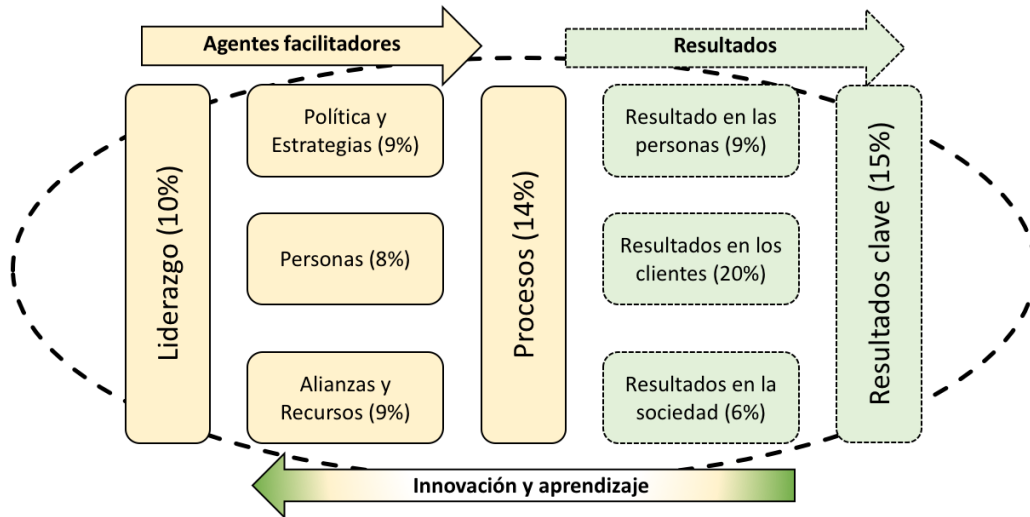 Agentes facilitadores
Resultados
Liderazgo (10%)
Política y
Estrategias (9%)
Personas (8%)
Alianzas y
Recursos (9%)
Procesos (14%)
Resultado en las
personas (9%)
Resultados en los
clientes (20%)
Resultados en la
sociedad (6%)
Resultados clave (15%)
Innovación y aprendizaje